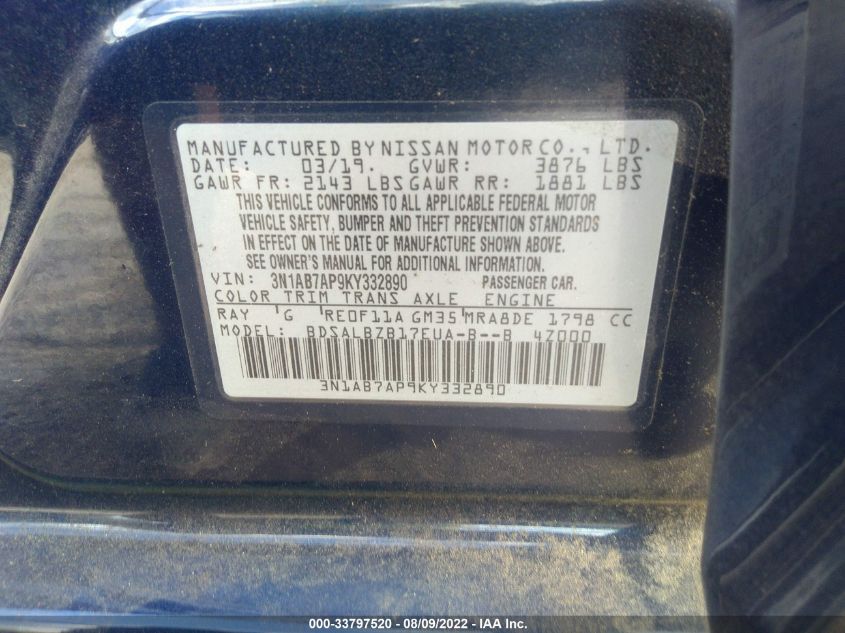 MANUFACTURED BY NISSAN MOTOR CO., LTD.
DATE: 03/19. GVWR: 3876 LBS
GAWR FR: 2143 LBS GAWR RR: 1881 LBS
THIS VEHICLE CONFORMS TO ALL APPLICABLE FEDERAL MOTOR
VEHICLE SAFETY, BUMPER AND THEFT PREVENTION STANDARDS
IN EFFECT ON THE DATE OF MANUFACTURE SHOWN ABOVE.
SEE OWNER'S MANUAL FOR ADDITIONAL INFORMATION.
VIN: 3N1AB7AP9KY332890 PASSENGER CAR.
COLOR TRIM TRANS AXLE ENGINE
RAY 'G 'RE0F11A GM35 MRA8DE 1798 CC
MODEL: BDSALBZB17EUA-B--B 4Z000
3N1AB7AP9KY332890
000-33797520 - 08/09/2022 - IAA Inc.